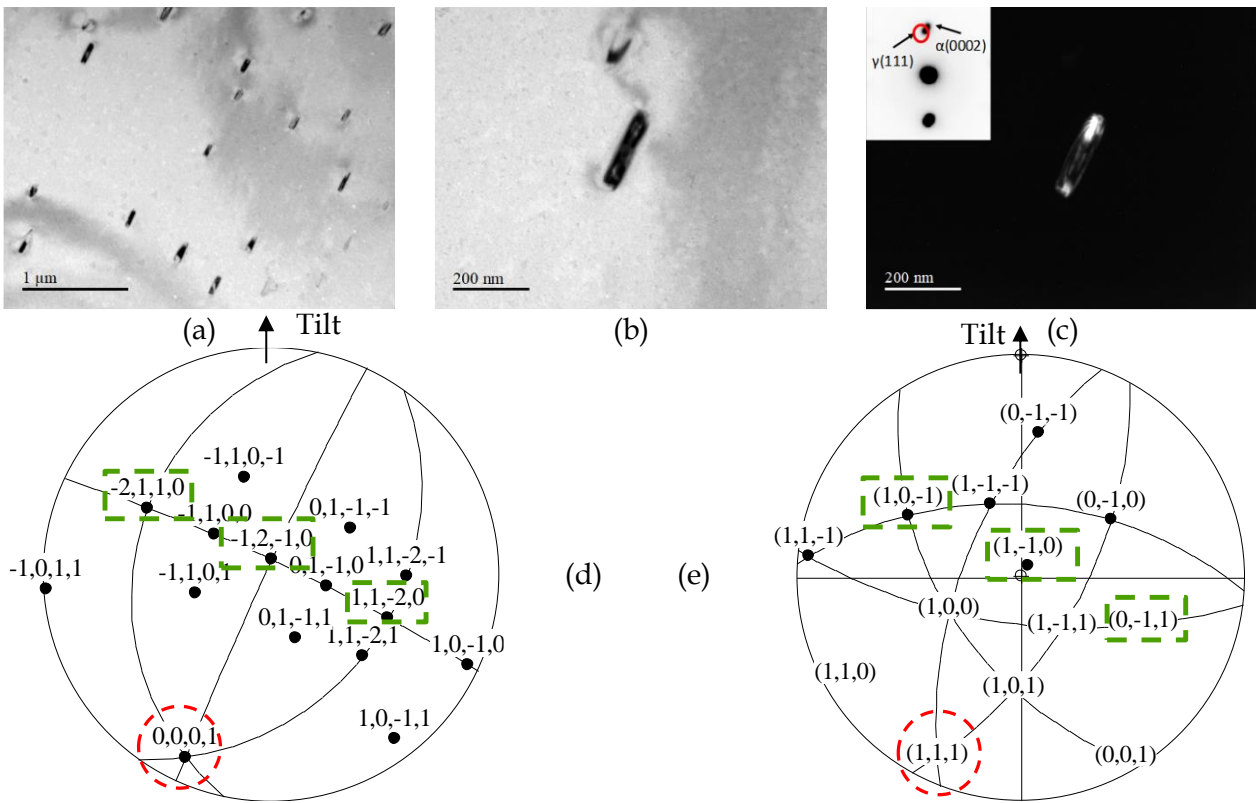 1 µm
200 nm
γ(111)
α(0002)
200 nm
(a)
(b)
(c)
Tilt
-1,1,0,-1
-2,1,1,0
-1,1,0,0
0,1,-1,-1
-1,2,-1,0
0,1,-1,0
1,1,-2,-1
-1,0,1,1
-1,1,0,1
1,1,-2,0
0,1,-1,1
1,1,-2,1
1,0,-1,0
0,0,0,1
1,0,-1,1
(d)
(e)
Tilt
(0,-1,-1)
(1,0,-1)
(1,-1,-1)
(0,-1,0)
(1,1,-1)
(1,-1,0)
(1,0,0)
(1,-1,1)
(0,-1,1)
(1,1,0)
(1,0,1)
(1,1,1)
(0,0,1)